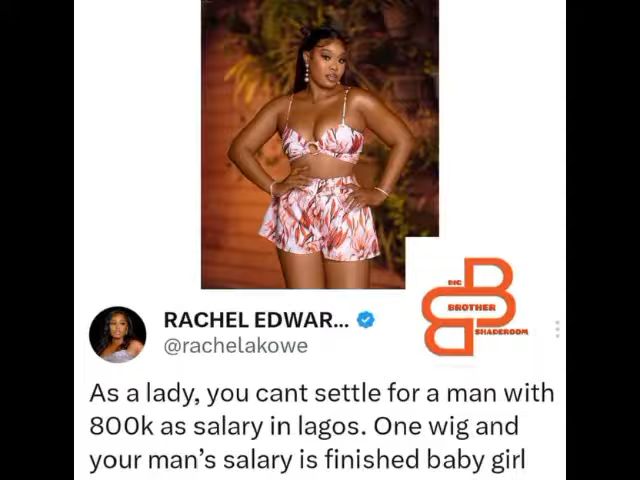 BIG
BROTHER
SHADEROOM
RACHEL EDWAR...
@rachelakowe
As a lady, you cant settle for a man with
800k as salary in lagos. One wig and
your man's salary is finished baby girl